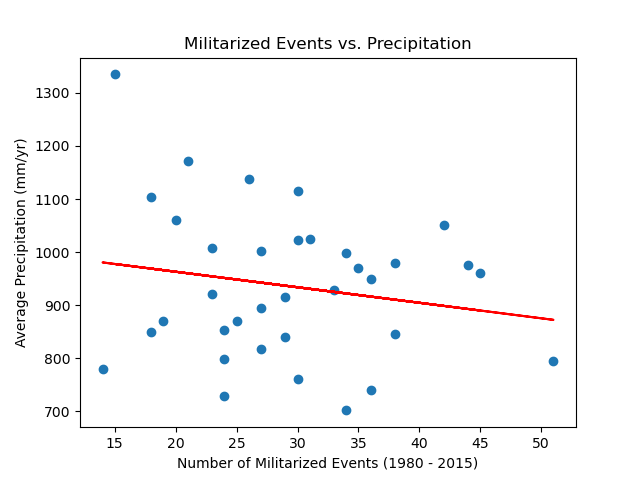 Militarized Events vs. Precipitation
1300
1200
1100
1000
900
800
700
Average Precipitation (mm/yr)
15 20 25 30 35 40 45 50
Number of Militarized Events (1980 - 2015)